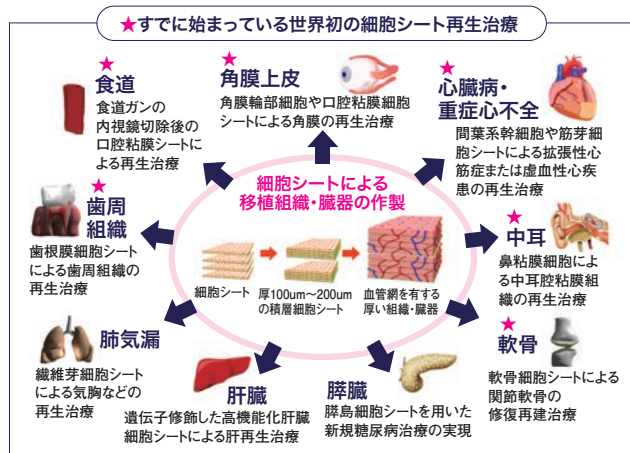 ★すでに始まっている世界初の細胞シート再生治療
★
食道
食道ガンの
内視鏡切除後の
口腔粘膜シートに
よる再生治療
★
角膜上皮
角膜輪部細胞や口腔粘膜細胞
シートによる角膜の再生治療
★
心臓病・
重症心不全
間葉系幹細胞や筋芽細
胞シートによる拡張性心
筋症または虚血性心疾
患の再生治療
★
歯周
組織
歯根膜細胞シート
による歯周組織の
再生治療
細胞シートによる
移植組織・臓器の作製
細胞シート
厚100um～200um
の積層細胞シート
血管網を有する
厚い組織・臓器
★
中耳
鼻粘膜細胞によ
る中耳腔粘膜組
織の再生治療
肺気漏
繊維芽細胞シート
による気胸などの
再生治療
肝臓
遺伝子修飾した高機能化肝臓
細胞シートによる肝再生治療
膵臓
膵島細胞シートを用いた
新規糖尿病治療の実現
★
軟骨
軟骨細胞シートによる
関節軟骨の
修復再建治療